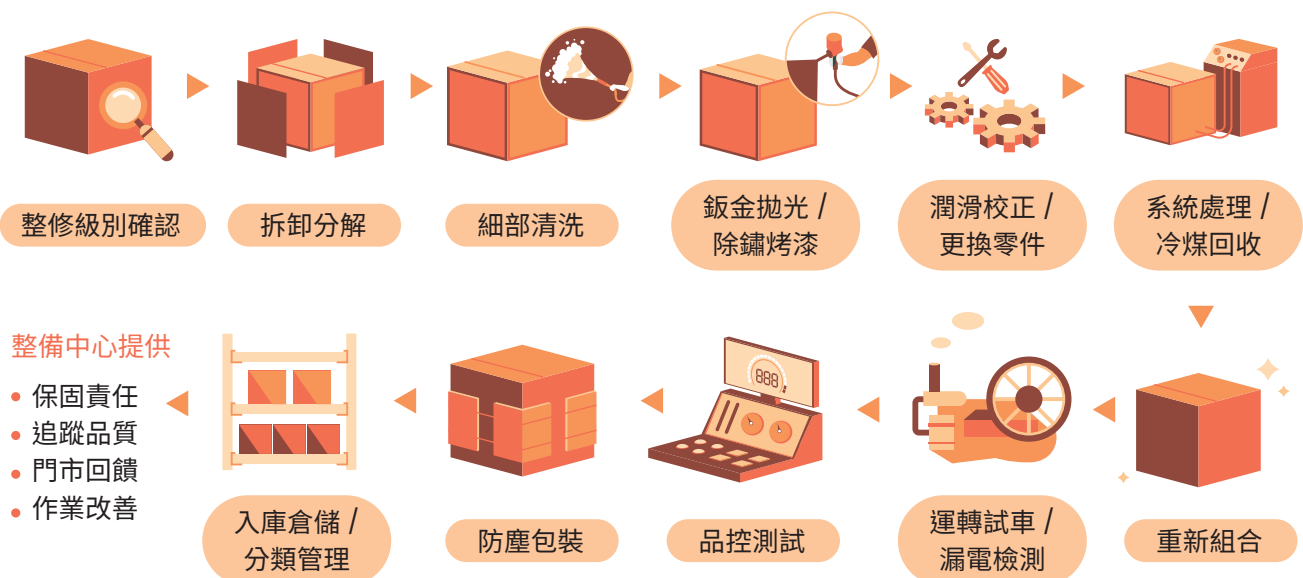 整修級別確認
拆卸分解
細部清洗
鈑金拋光 /
除鏽烤漆
潤滑校正 /
更換零件
系統處理 /
冷煤回收
重新組合
運轉試車 /
漏電檢測
888
品控測試
防塵包裝
入庫倉儲 /
分類管理
整備中心提供
• 保固責任
• 追蹤品質
• 門市回饋
• 作業改善